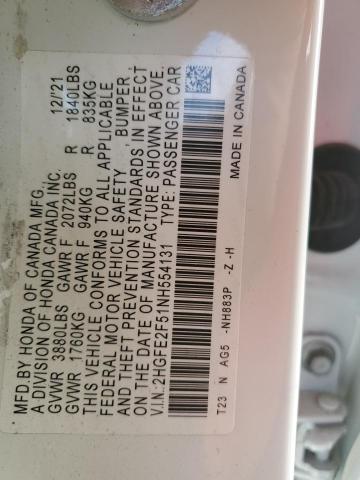 MFD.BY HONDA OF CANADA MFG., 12/21
A DIVISION OF HONDA CANADA INC.
GVWR 3880LBS GAWR F 2072LBS R 1840LBS
GVWR 1760KG GAWR F 940KG R 835KG
THIS VEHICLE CONFORMS TO ALL APPLICABLE
FEDERAL MOTOR VEHICLE SAFETY BUMPER,
AND THEFT PREVENTION STANDARDS IN EFFECT
ON THE DATE OF MANUFACTURE SHOWN ABOVE.
V.I.N.:2HGFE2F51NH554131 TYPE: PASSENGER CAR
T23 N AG5 -NH883P -Z -H MADE IN CANADA